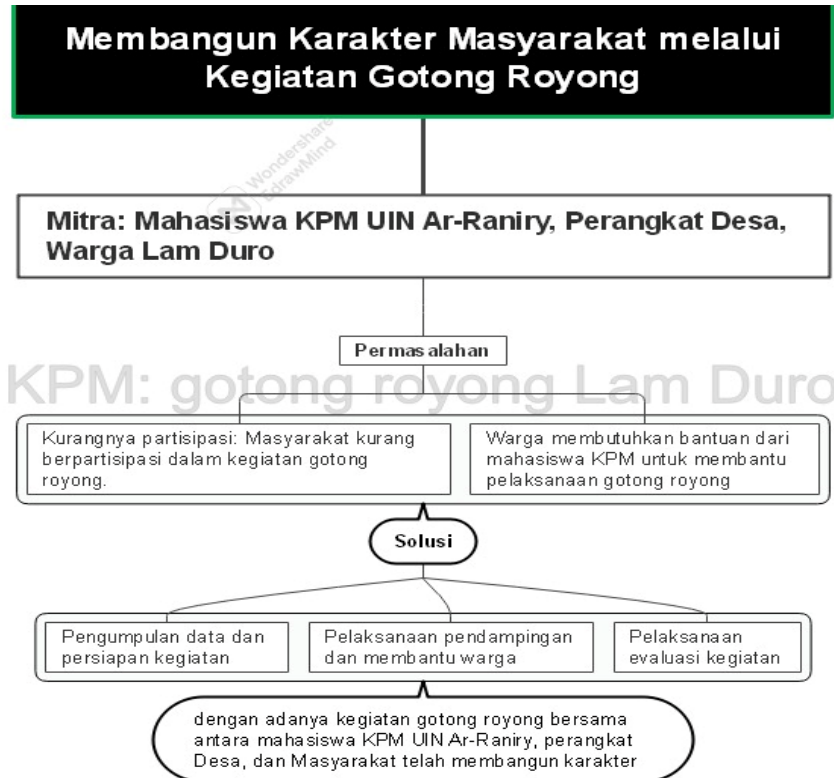 Membangun Karakter Masyarakat melalui
Kegiatan Gotong Royong
Wondershare
EdrawMind
Mitra: Mahasiswa KPM UIN Ar-Raniry, Perangkat Desa,
Warga Lam Duro
Permasalahan
KPM: gotong royong Lam Duro
Kurangnya partisipasi: Masyarakat kurang
berpartisipasi dalam kegiatan gotong
royong.
Warga membutuhkan bantuan dari
mahasiswa KPM untuk membantu
pelaksanaan gotong royong
Solusi
Pengumpulan data dan
persiapan kegiatan
Pelaksanaan pendampingan
dan membantu warga
Pelaksanaan
evaluasi kegiatan
dengan adanya kegiatan gotong royong bersama
antara mahasiswa KPM UIN Ar-Raniry, perangkat
Desa, dan Masyarakat telah membangun karakter